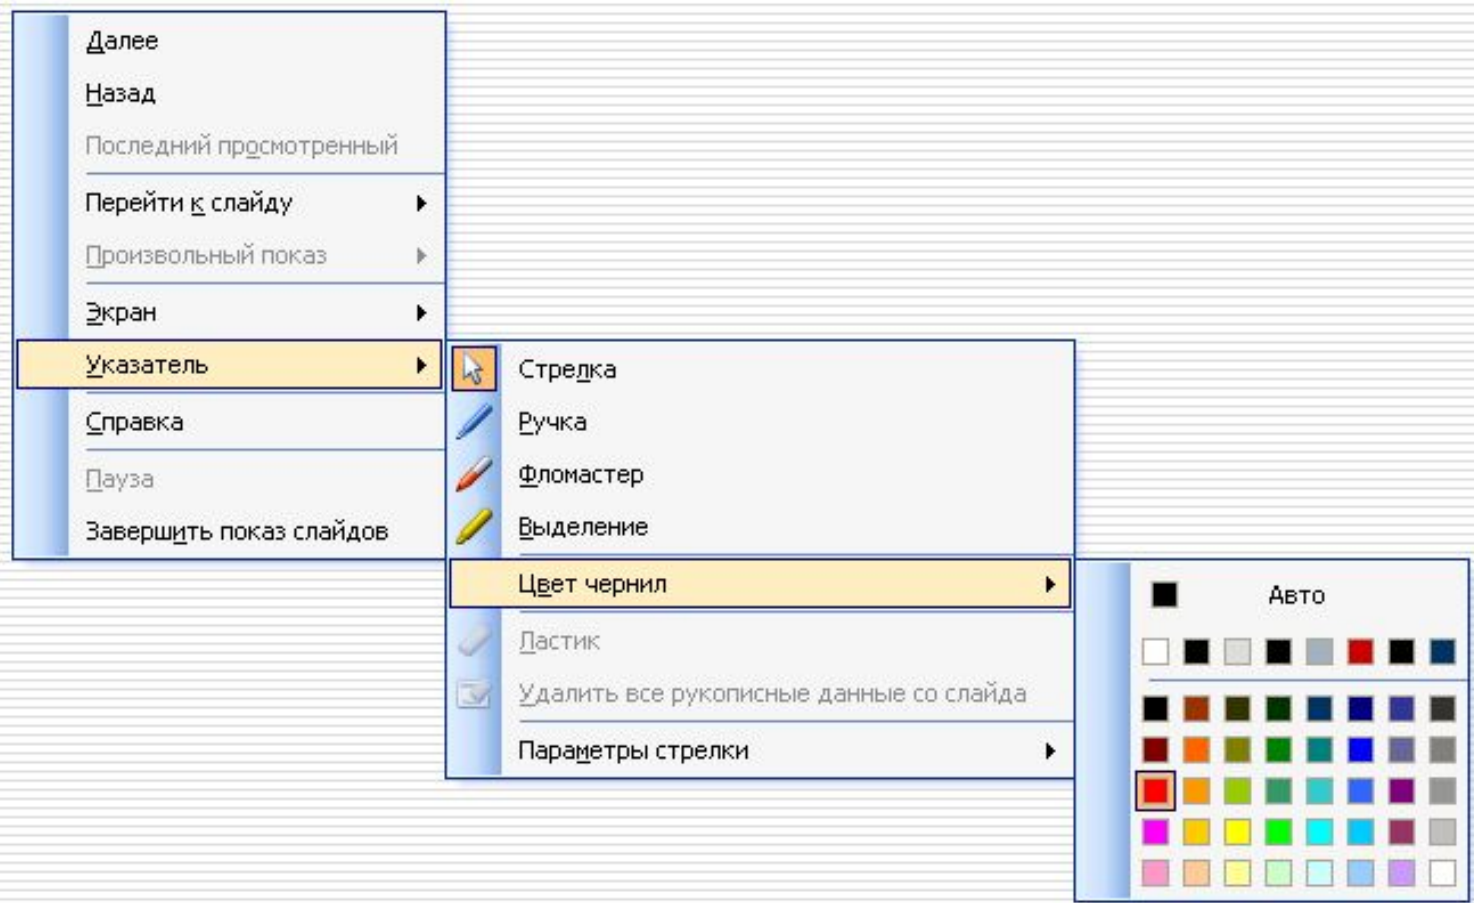 Далее
Назад
Последний просмотренный
Перейти к слайду
Произвольный показ
Экран
Указатель
Справка
Пауза
Завершить показ слайдов
Стрелка
Ручка
Фломастер
Выделение
Цвет чернил
Ластик
Удалить все рукописные данные со слайда
Параметры стрелки
Авто